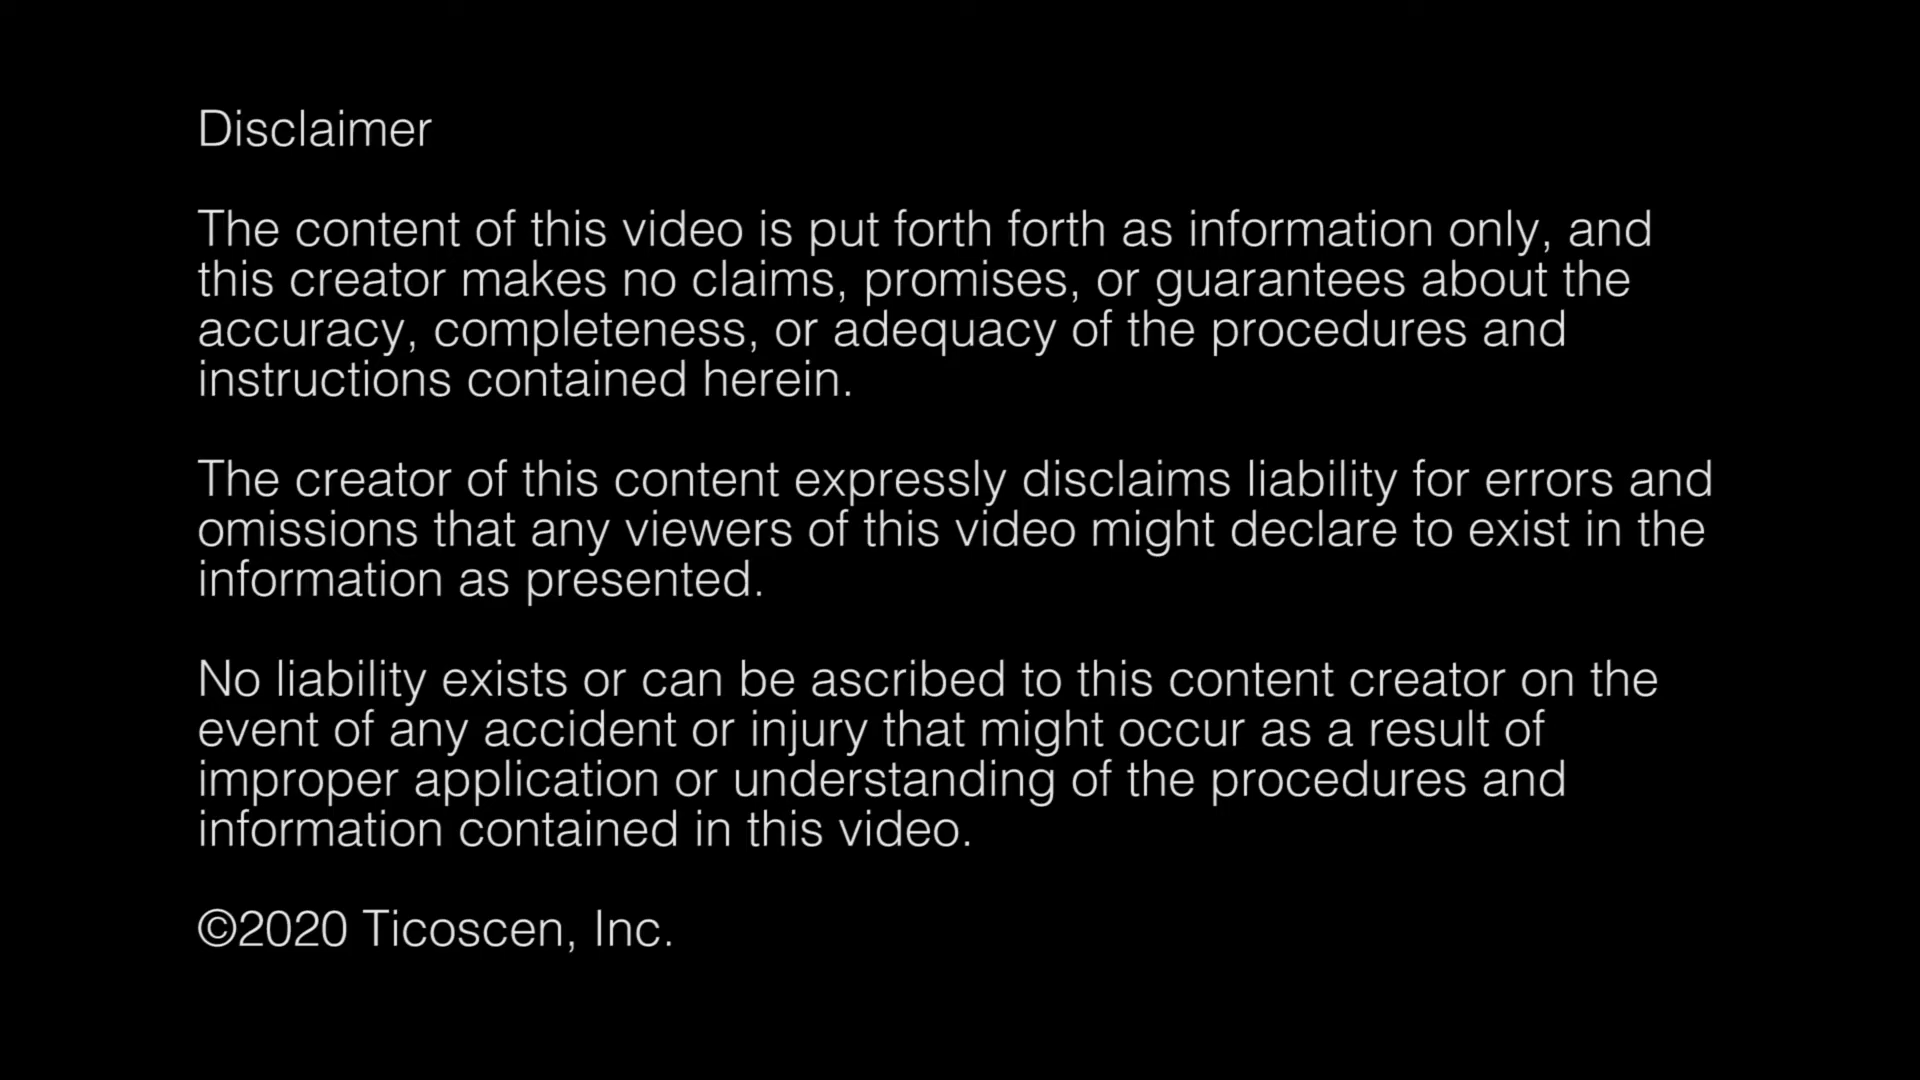 Disclaimer
The content of this video is put forth forth as information only, and
this creator makes no claims, promises, or guarantees about the
accuracy, completeness, or adequacy of the procedures and
instructions contained herein.
The creator of this content expressly disclaims liability for errors and
omissions that any viewers of this video might declare to exist in the
information as presented.
No liability exists or can be ascribed to this content creator on the
event of any accident or injury that might occur as a result of
improper application or understanding of the procedures and
information contained in this video.
©2020 Ticoscen, Inc.